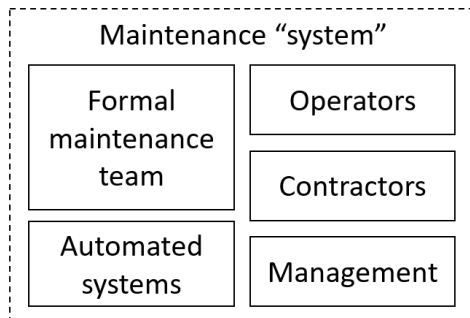 Maintenance “system”
Formal
maintenance
team
Automated
systems
Operators
Contractors
Management